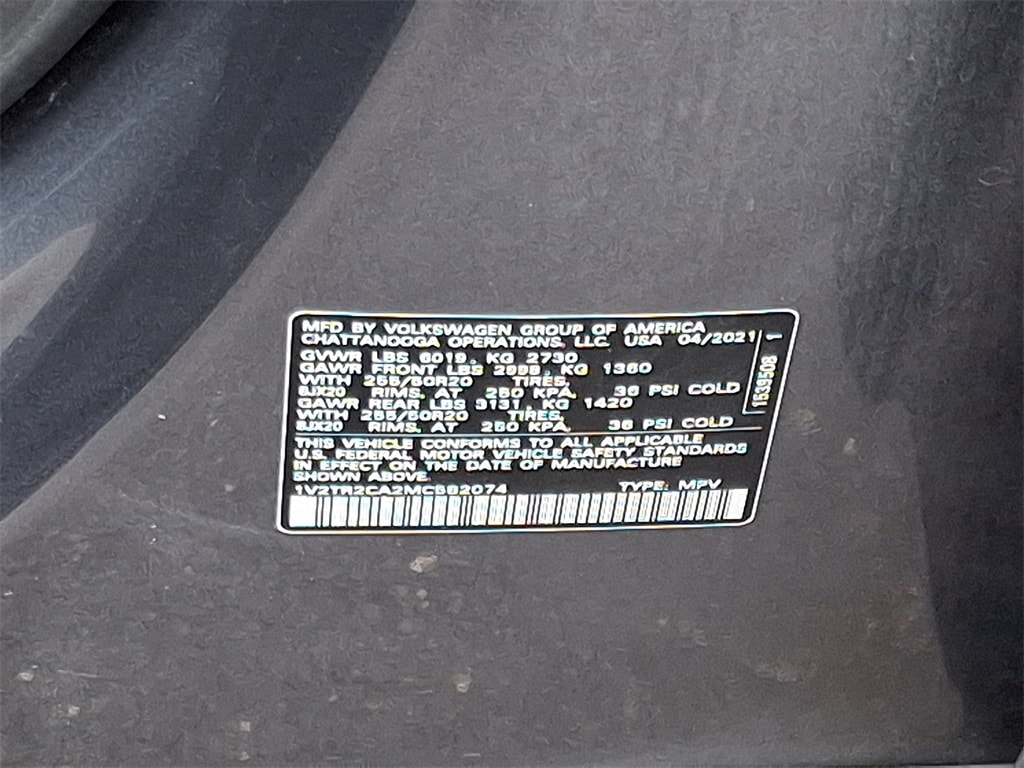 MFD BY VOLKSWAGEN GROUP OF AMERICA
CHATTANOOGA OPERATIONS, LLC. USA 04/2021
GVWR LBS 6019. KG 2730
GAWR FRONT LBS 2998. KG 1360
WITH 255/50R20 TIRES.
8JX20 RIMS. AT 250 KPA. 36 PSI COLD
GAWR REAR LBS 3131. KG 1420
WITH 255/50R20 TIRES.
8JX20 RIMS. AT 250 KPA. 36 PSI COLD
THIS VEHICLE CONFORMS TO ALL APPLICABLE
U.S. FEDERAL MOTOR VEHICLE SAFETY STANDARDS
IN EFFECT ON THE DATE OF MANUFACTURE
SHOWN ABOVE.
TYPE: MPV
1539508 1